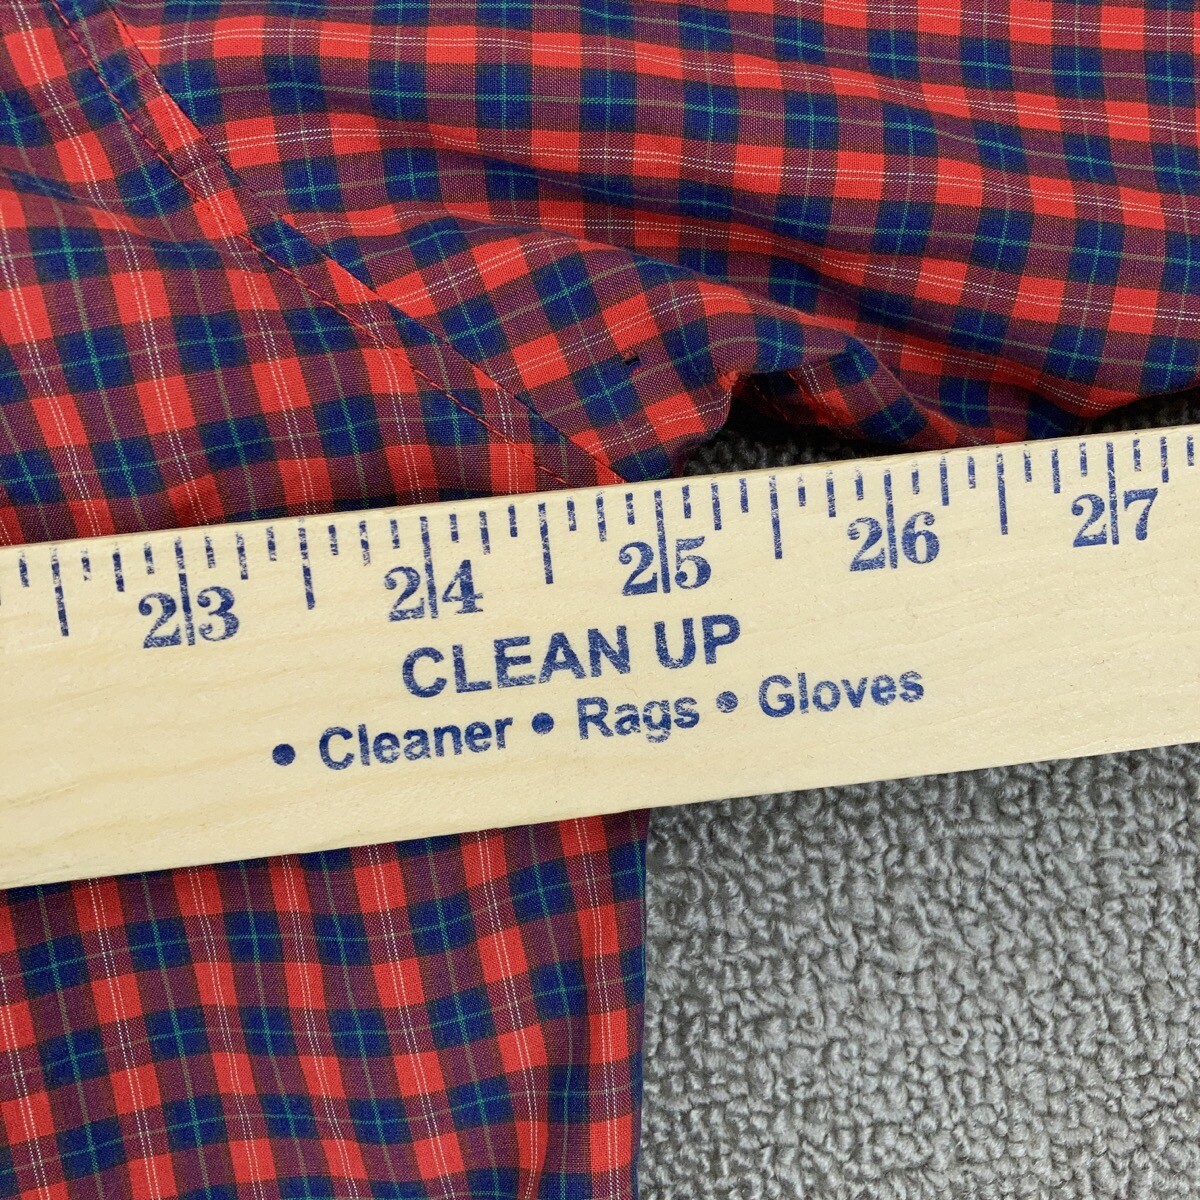 23 24 25 26 27
CLEAN UP
• Cleaner • Rags • Gloves